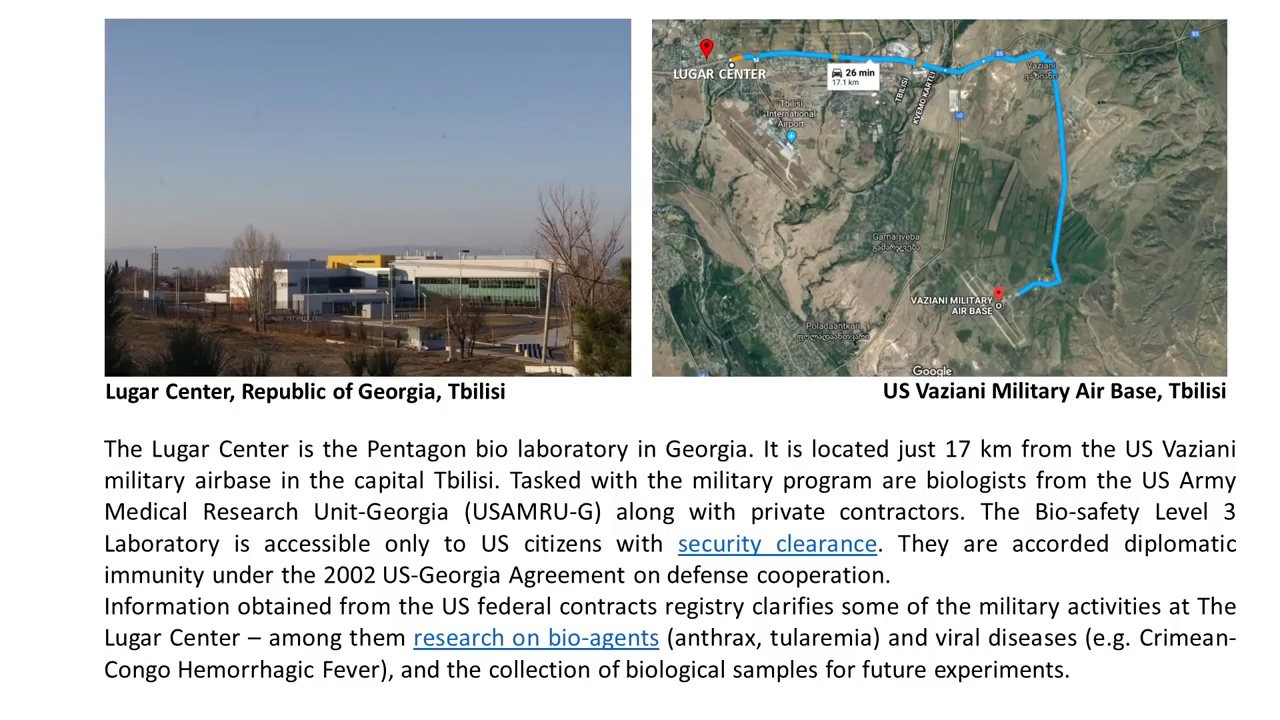 LUGAR CENTER
26 min
17.1 km
TBILISI
KVEMO KARTLI
Vaziani
ვაზიანი
Tbilisi
International
Airport
Gamarjveba
გამარჯვება
VAZIANI MILITARY
AIR BASE
Poladaantkari
ფოლადაანთკარი
Google
Lugar Center, Republic of Georgia, Tbilisi
US Vaziani Military Air Base, Tbilisi
The Lugar Center is the Pentagon bio laboratory in Georgia. It is located just 17 km from the US Vaziani
military airbase in the capital Tbilisi. Tasked with the military program are biologists from the US Army
Medical Research Unit-Georgia (USAMRU-G) along with private contractors. The Bio-safety Level 3
Laboratory is accessible only to US citizens with security clearance. They are accorded diplomatic
immunity under the 2002 US-Georgia Agreement on defense cooperation.
Information obtained from the US federal contracts registry clarifies some of the military activities at The
Lugar Center – among them research on bio-agents (anthrax, tularemia) and viral diseases (e.g. Crimean-
Congo Hemorrhagic Fever), and the collection of biological samples for future experiments.